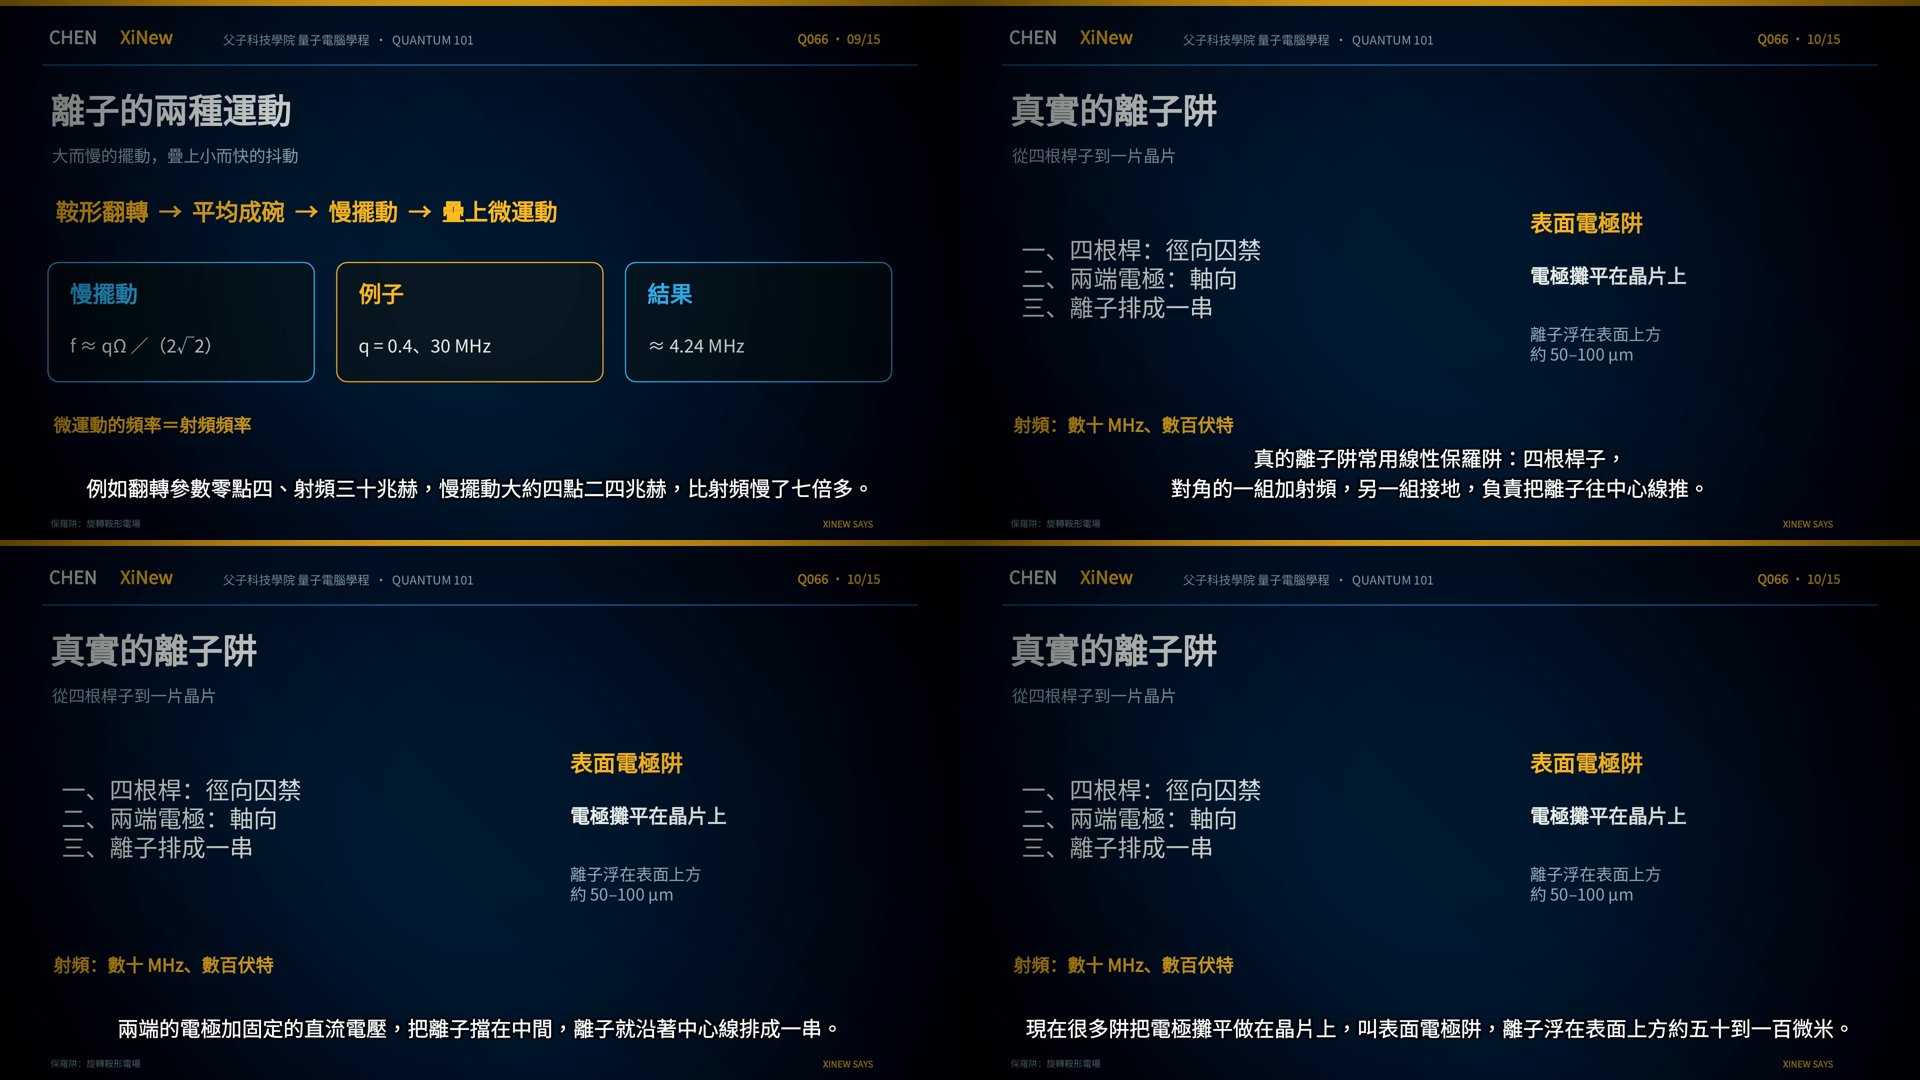 CHEN XiNew 父子科技學院 量子電腦學程 · QUANTUM 101 Q066 · 09/15
離子的兩種運動
大而慢的擺動，疊上小而快的抖動
鞍形翻轉 → 平均成碗 → 慢擺動 → 疊上微運動
慢擺動
f ≈ qΩ ／（2√2）
例子
q = 0.4、30 MHz
結果
≈ 4.24 MHz
微運動的頻率＝射頻頻率
例如翻轉參數零點四、射頻三十兆赫，慢擺動大約四點二四兆赫，比射頻慢了七倍多。
保羅阱：旋轉鞍形電場 XINEW SAYS
CHEN XiNew 父子科技學院 量子電腦學程 · QUANTUM 101 Q066 · 10/15
真實的離子阱
從四根桿子到一片晶片
一、四根桿：徑向囚禁
二、兩端電極：軸向
三、離子排成一串
表面電極阱
電極攤平在晶片上
離子浮在表面上方
約 50–100 µm
射頻：數十 MHz、數百伏特
真的離子阱常用線性保羅阱：四根桿子，
對角的一組加射頻，另一組接地，負責把離子往中心線推。
保羅阱：旋轉鞍形電場 XINEW SAYS
CHEN XiNew 父子科技學院 量子電腦學程 · QUANTUM 101 Q066 · 10/15
真實的離子阱
從四根桿子到一片晶片
一、四根桿：徑向囚禁
二、兩端電極：軸向
三、離子排成一串
表面電極阱
電極攤平在晶片上
離子浮在表面上方
約 50–100 µm
射頻：數十 MHz、數百伏特
兩端的電極加固定的直流電壓，把離子擋在中間，離子就沿著中心線排成一串。
保羅阱：旋轉鞍形電場 XINEW SAYS
CHEN XiNew 父子科技學院 量子電腦學程 · QUANTUM 101 Q066 · 10/15
真實的離子阱
從四根桿子到一片晶片
一、四根桿：徑向囚禁
二、兩端電極：軸向
三、離子排成一串
表面電極阱
電極攤平在晶片上
離子浮在表面上方
約 50–100 µm
射頻：數十 MHz、數百伏特
現在很多阱把電極攤平做在晶片上，叫表面電極阱，離子浮在表面上方約五十到一百微米。
保羅阱：旋轉鞍形電場 XINEW SAYS